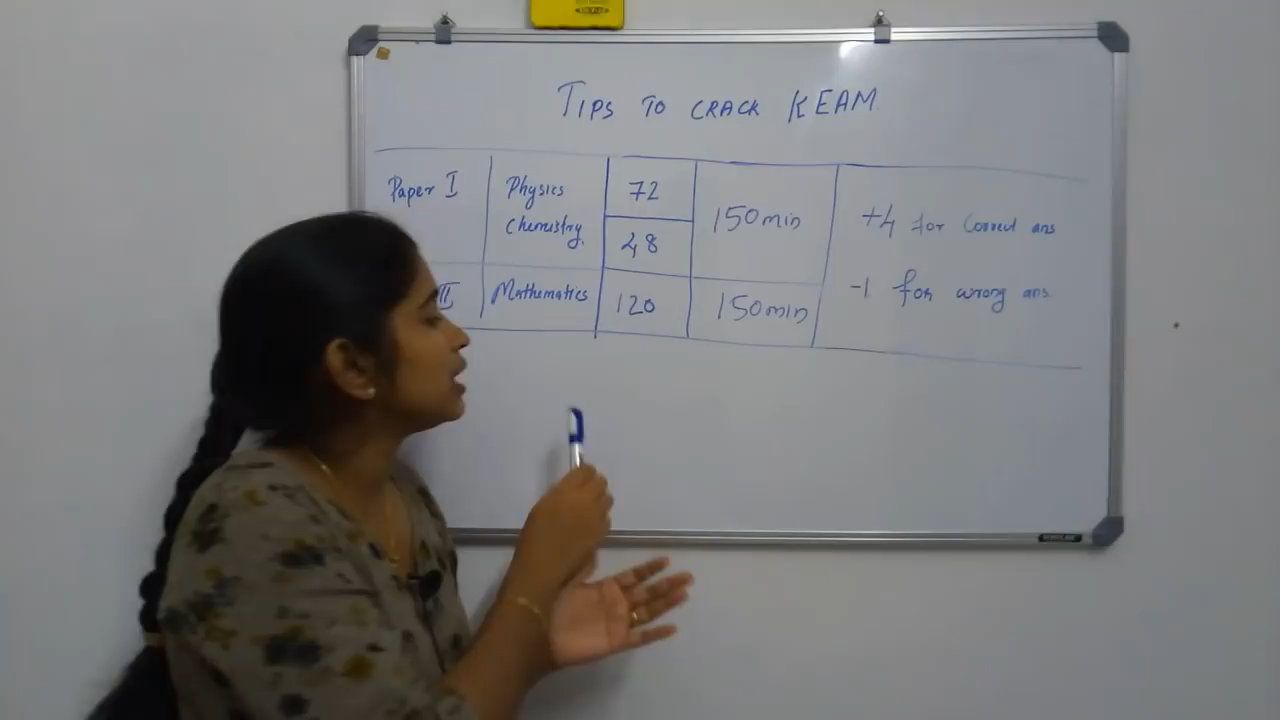 TIPS TO CRACK KEAM
Paper I
Physics
Chemistry
72
48
150min
+4 for Correct ans
II
Mathematics
120
150min
-1 for wrong ans